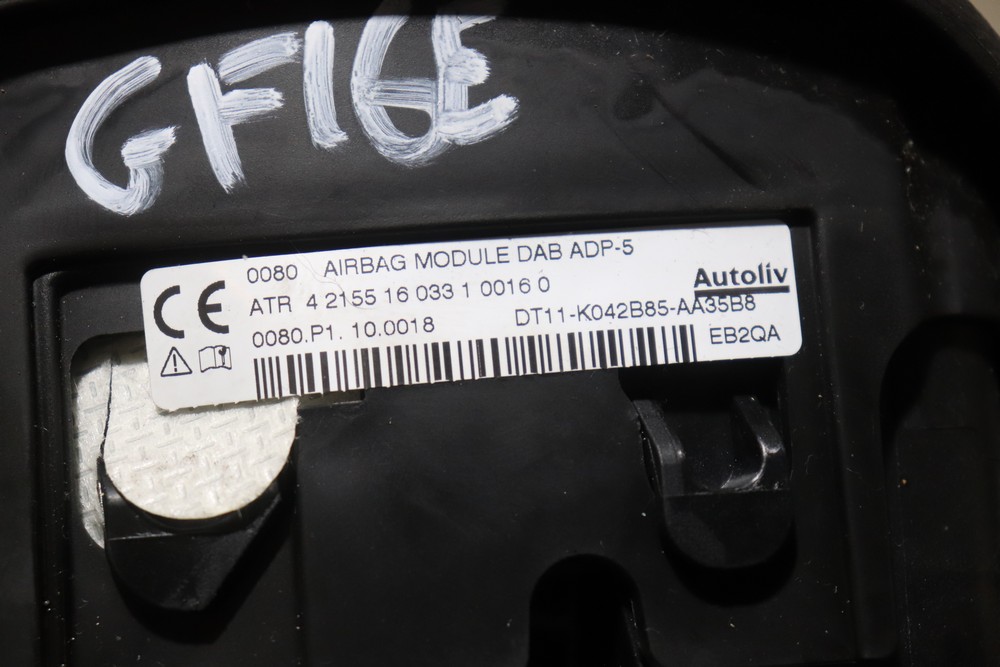 GF16E
0080 AIRBAG MODULE DAB ADP-5
ATR 4 2155 16 033 1 0016 0
Autoliv
0080.P1. 10.0018 DT11-K042B85-AA35B8
EB2QA
CE